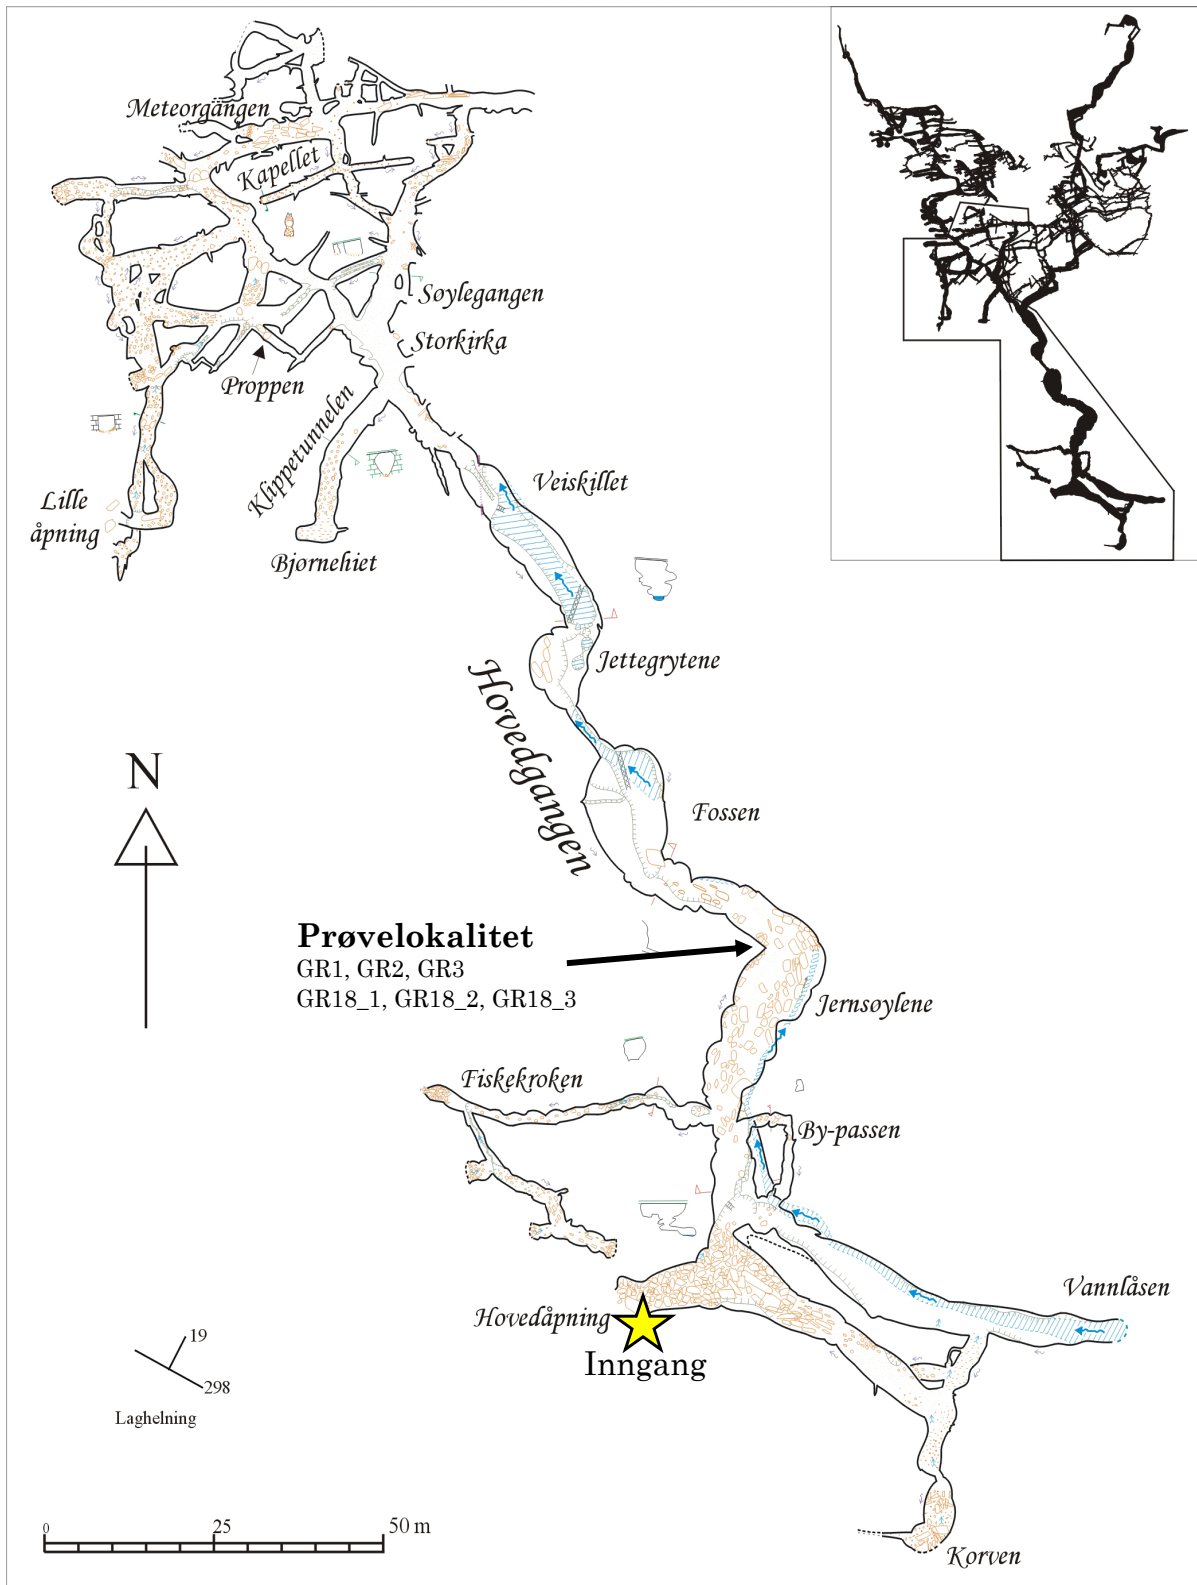 Meteorgangen
Kapellet
Søylegangen
Storkirka
Proppen
Klippetunnelen
Lille
åpning
Bjørnehiet
Veiskillet
Jettegrytene
Hovedgangen
N
Fossen
Prøvelokalitet
GR1, GR2, GR3
GR18_1, GR18_2, GR18_3
Jernsøylene
Fiskekroken
By-passen
Vannlåsen
Hovedåpning
Inngang
19
298
Laghelning
0 25 50 m
Korven